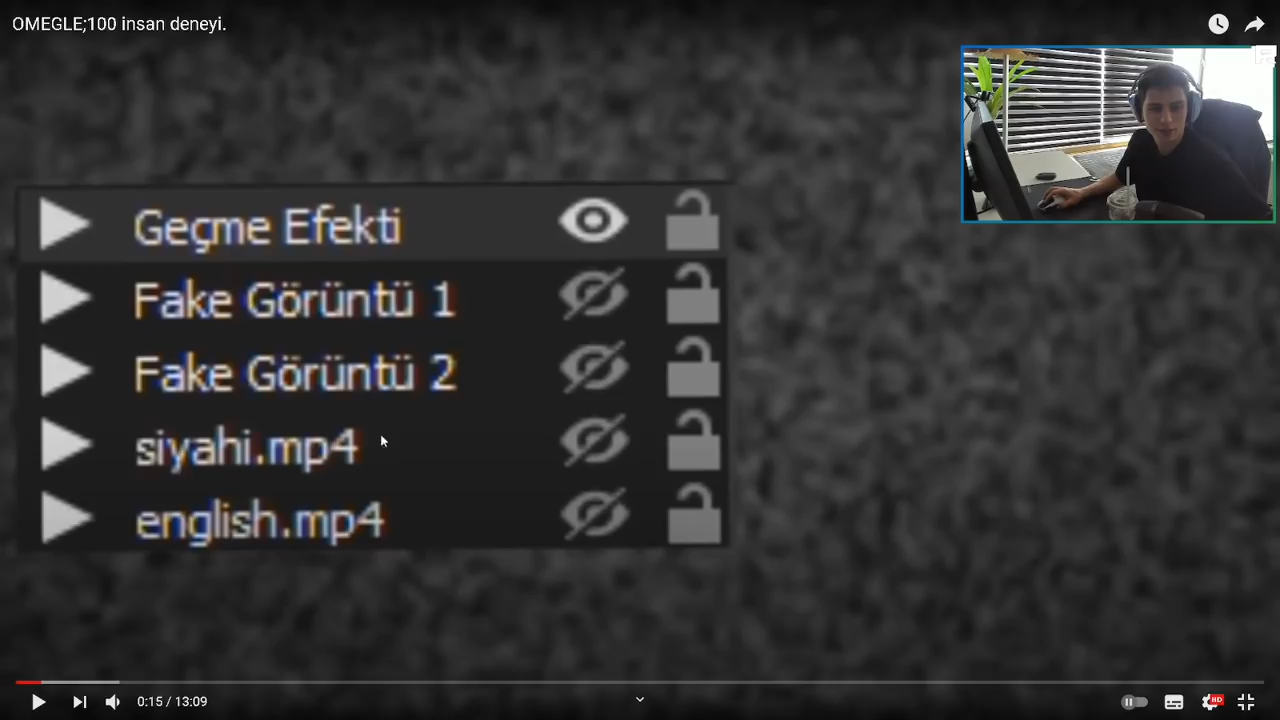 OMEGLE;100 insan deneyi.
Geçme Efekti
Fake Görüntü 1
Fake Görüntü 2
siyahi.mp4
english.mp4
0:15 / 13:09
HD